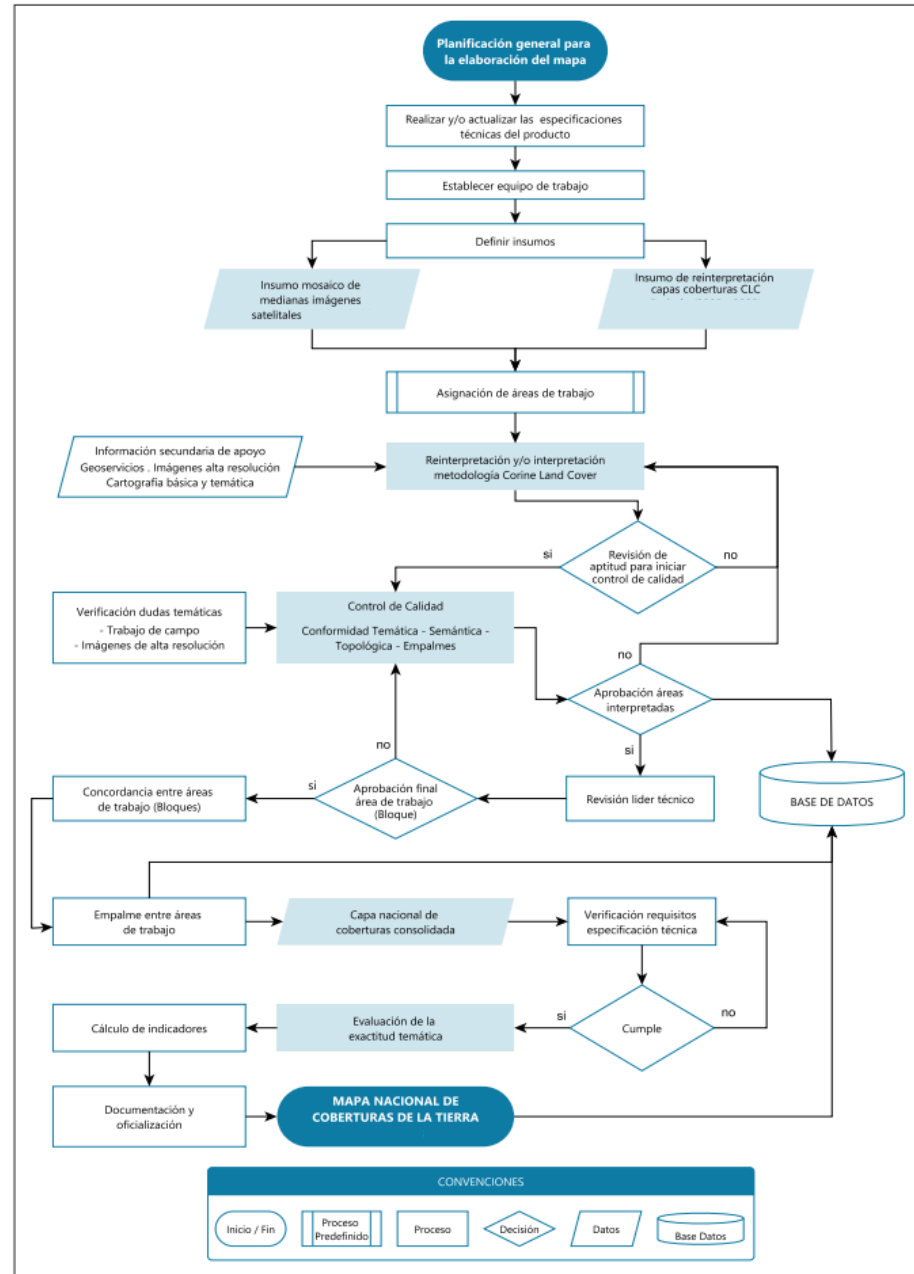 Planificación general para
la elaboración del mapa
Realizar y/o actualizar las especificaciones
técnicas del producto
Establecer equipo de trabajo
Definir insumos
Insumo mosaico de
medianas imágenes
satelitales
Insumo de reinterpretación
capas coberturas CLC
Asignación de áreas de trabajo
Información secundaria de apoyo
Geoservicios . Imágenes alta resolución
Cartografía básica y temática
Reinterpretación y/o interpretación
metodología Corine Land Cover
si
Revisión de
aptitud para iniciar
control de calidad
no
Verificación dudas temáticas
- Trabajo de campo
- Imágenes de alta resolución
Control de Calidad
Conformidad Temática - Semántica -
Topológica - Empalmes
no
Aprobación áreas
interpretadas
si
no
Concordancia entre áreas
de trabajo (Bloques)
si
Aprobación final
área de trabajo
(Bloque)
Revisión lider técnico
BASE DE DATOS
Empalme entre áreas
de trabajo
Capa nacional de
coberturas consolidada
Verificación requisitos
especificación técnica
Cálculo de indicadores
Evaluación de la
exactitud temática
si
Cumple
no
Documentación y
oficialización
MAPA NACIONAL DE
COBERTURAS DE LA TIERRA
CONVENCIONES
Inicio / Fin
Proceso
Predefinido
Proceso
Decisión
Datos
Base Datos